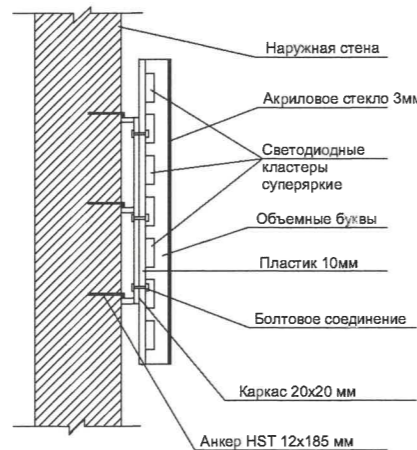 Наружная стена
Акриловое стекло 3мм
Светодиодные
кластеры
суперяркие
Объемные буквы
Пластик 10мм
Болтовое соединение
Каркас 20х20 мм
Анкер HST 12х185 мм